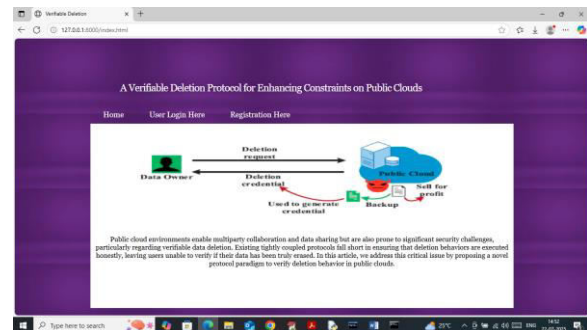 Verifiable Deletion
127.0.0.1:6000/index.html
A Verifiable Deletion Protocol for Enhancing Constraints on Public Clouds
Home User Login Here Registration Here
Deletion
request
Data Owner
Deletion
credential
Public Cloud
Sell for
profit
Used to generate
credential
Backup
Public cloud environments enable multiparty collaboration and data sharing but are also prone to significant security challenges,
particularly regarding verifiable data deletion. Existing tightly coupled protocols fall short in ensuring that deletion behaviors are executed
honestly, leaving users unable to verify if their data has been truly erased. In this article, we address this critical issue by proposing a novel
protocol paradigm to verify deletion behavior in public clouds.
Type here to search
25°C
ENG
14:52